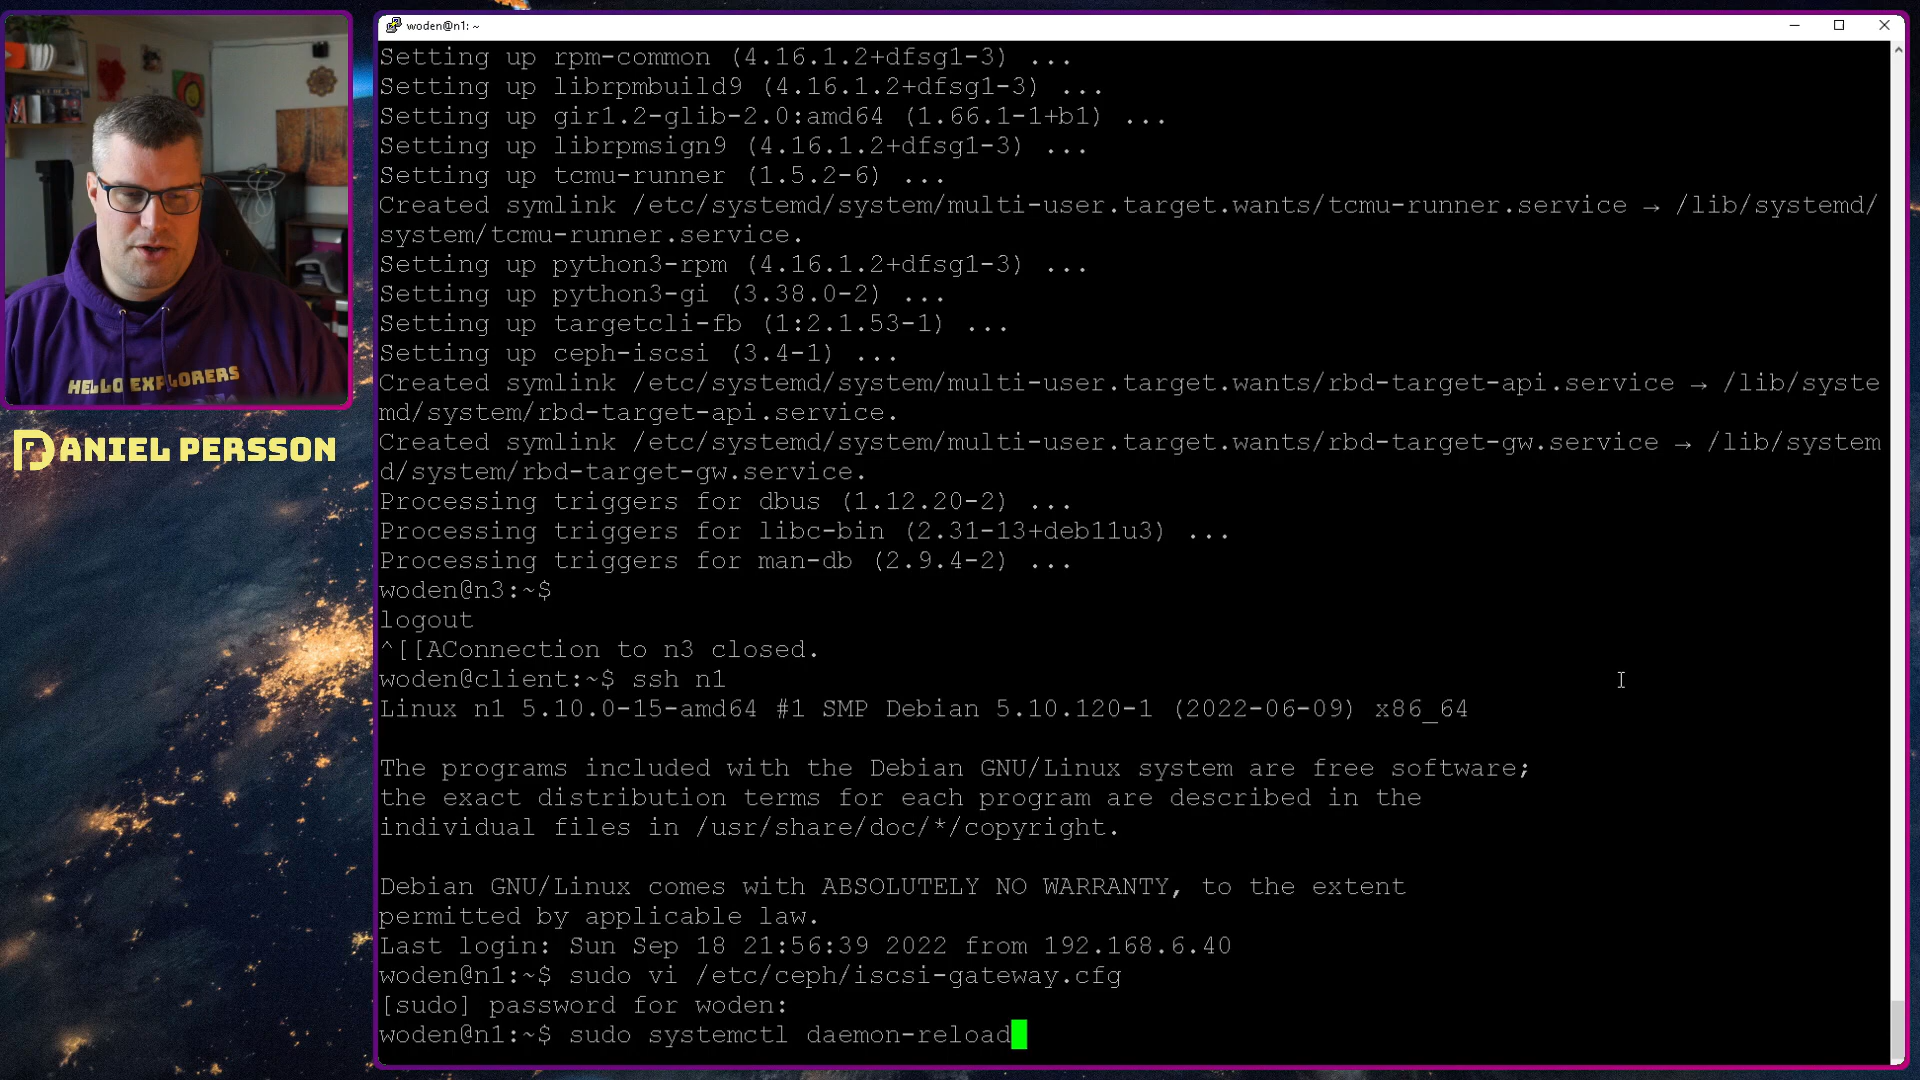 woden@n1: ~
Setting up rpm-common (4.16.1.2+dfsg1-3) ...
Setting up librpmbuild9 (4.16.1.2+dfsg1-3) ...
Setting up gir1.2-glib-2.0:amd64 (1.66.1-1+b1) ...
Setting up librpmsign9 (4.16.1.2+dfsg1-3) ...
Setting up tcmu-runner (1.5.2-6) ...
Created symlink /etc/systemd/system/multi-user.target.wants/tcmu-runner.service → /lib/systemd/
system/tcmu-runner.service.
Setting up python3-rpm (4.16.1.2+dfsg1-3) ...
Setting up python3-gi (3.38.0-2) ...
Setting up targetcli-fb (1:2.1.53-1) ...
Setting up ceph-iscsi (3.4-1) ...
Created symlink /etc/systemd/system/multi-user.target.wants/rbd-target-api.service → /lib/syste
md/system/rbd-target-api.service.
Created symlink /etc/systemd/system/multi-user.target.wants/rbd-target-gw.service → /lib/system
d/system/rbd-target-gw.service.
Processing triggers for dbus (1.12.20-2) ...
Processing triggers for libc-bin (2.31-13+deb11u3) ...
Processing triggers for man-db (2.9.4-2) ...
woden@n3:~$
logout
^[[AConnection to n3 closed.
woden@client:~$ ssh n1
Linux n1 5.10.0-15-amd64 #1 SMP Debian 5.10.120-1 (2022-06-09) x86_64
The programs included with the Debian GNU/Linux system are free software;
the exact distribution terms for each program are described in the
individual files in /usr/share/doc/*/copyright.
Debian GNU/Linux comes with ABSOLUTELY NO WARRANTY, to the extent
permitted by applicable law.
Last login: Sun Sep 18 21:56:39 2022 from 192.168.6.40
woden@n1:~$ sudo vi /etc/ceph/iscsi-gateway.cfg
[sudo] password for woden:
woden@n1:~$ sudo systemctl daemon-reload
HELLO EXPLORERS
DANIEL PERSSON